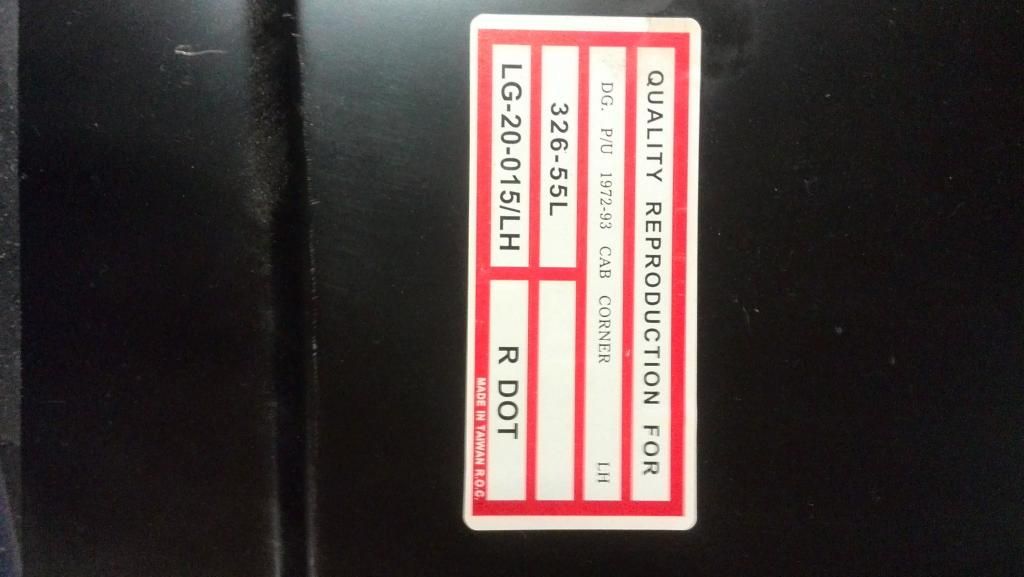 QUALITY REPRODUCTION FOR
DG. P/U 1972-93 CAB CORNER LH
326-55L
LG-20-015/LH R DOT
MADE IN TAIWAN R.O.C.